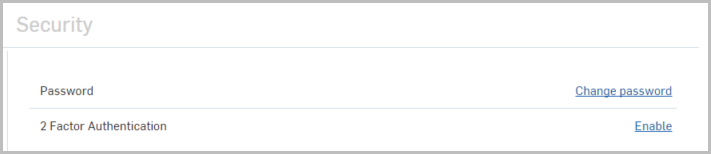 Security
Password Change password
2 Factor Authentication Enable